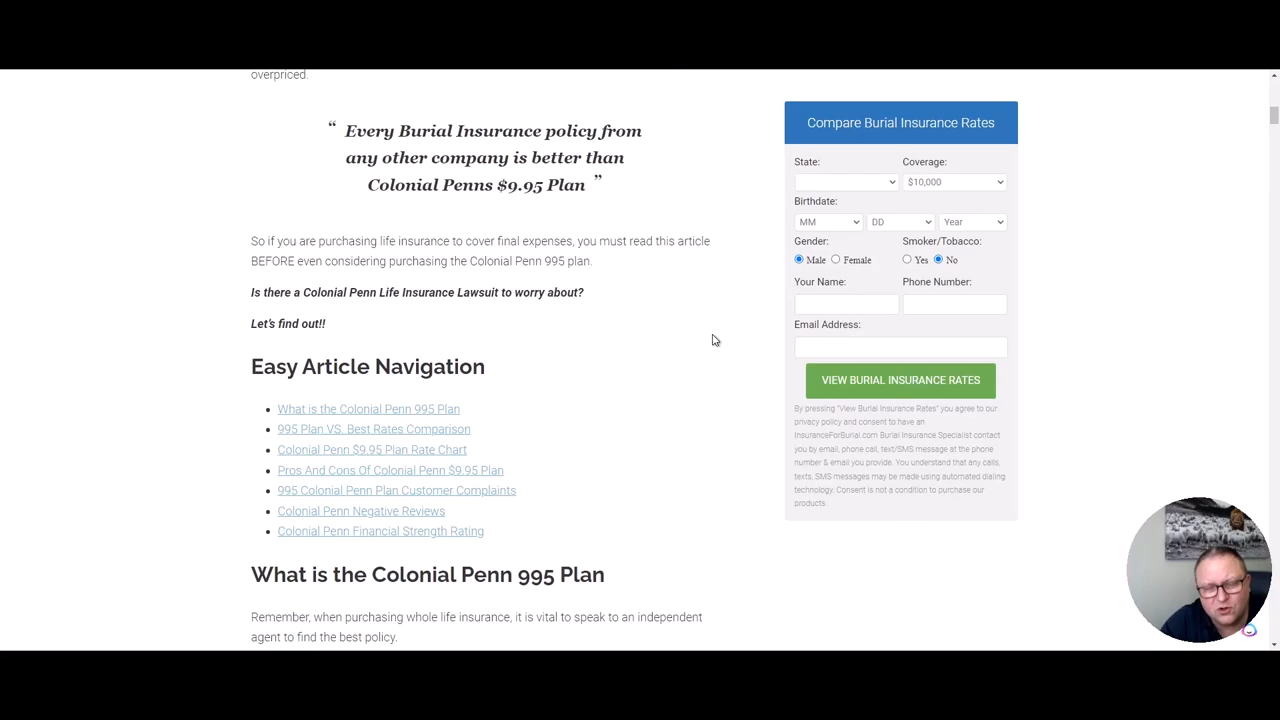 overpriced.
“ Every Burial Insurance policy from
any other company is better than
Colonial Penns $9.95 Plan ”
So if you are purchasing life insurance to cover final expenses, you must read this article
BEFORE even considering purchasing the Colonial Penn 995 plan.
Is there a Colonial Penn Life Insurance Lawsuit to worry about?
Let's find out!!
Easy Article Navigation
What is the Colonial Penn 995 Plan
995 Plan VS. Best Rates Comparison
Colonial Penn $9.95 Plan Rate Chart
Pros And Cons Of Colonial Penn $9.95 Plan
995 Colonial Penn Plan Customer Complaints
Colonial Penn Negative Reviews
Colonial Penn Financial Strength Rating
What is the Colonial Penn 995 Plan
Remember, when purchasing whole life insurance, it is vital to speak to an independent
agent to find the best policy.
Compare Burial Insurance Rates
State: Coverage:
$10,000
Birthdate:
MM DD Year
Gender: Smoker/Tobacco:
Male Female Yes No
Your Name: Phone Number:
Email Address:
VIEW BURIAL INSURANCE RATES
By pressing "View Burial Insurance Rates" you agree to our
privacy policy and consent to have an
InsuranceForBurial.com Burial Insurance Specialist contact
you by email, phone call, text/SMS message at the phone
number & email you provide. You understand that any calls,
texts, SMS messages may be made using automated dialing
technology. Consent is not a condition to purchase our
products.